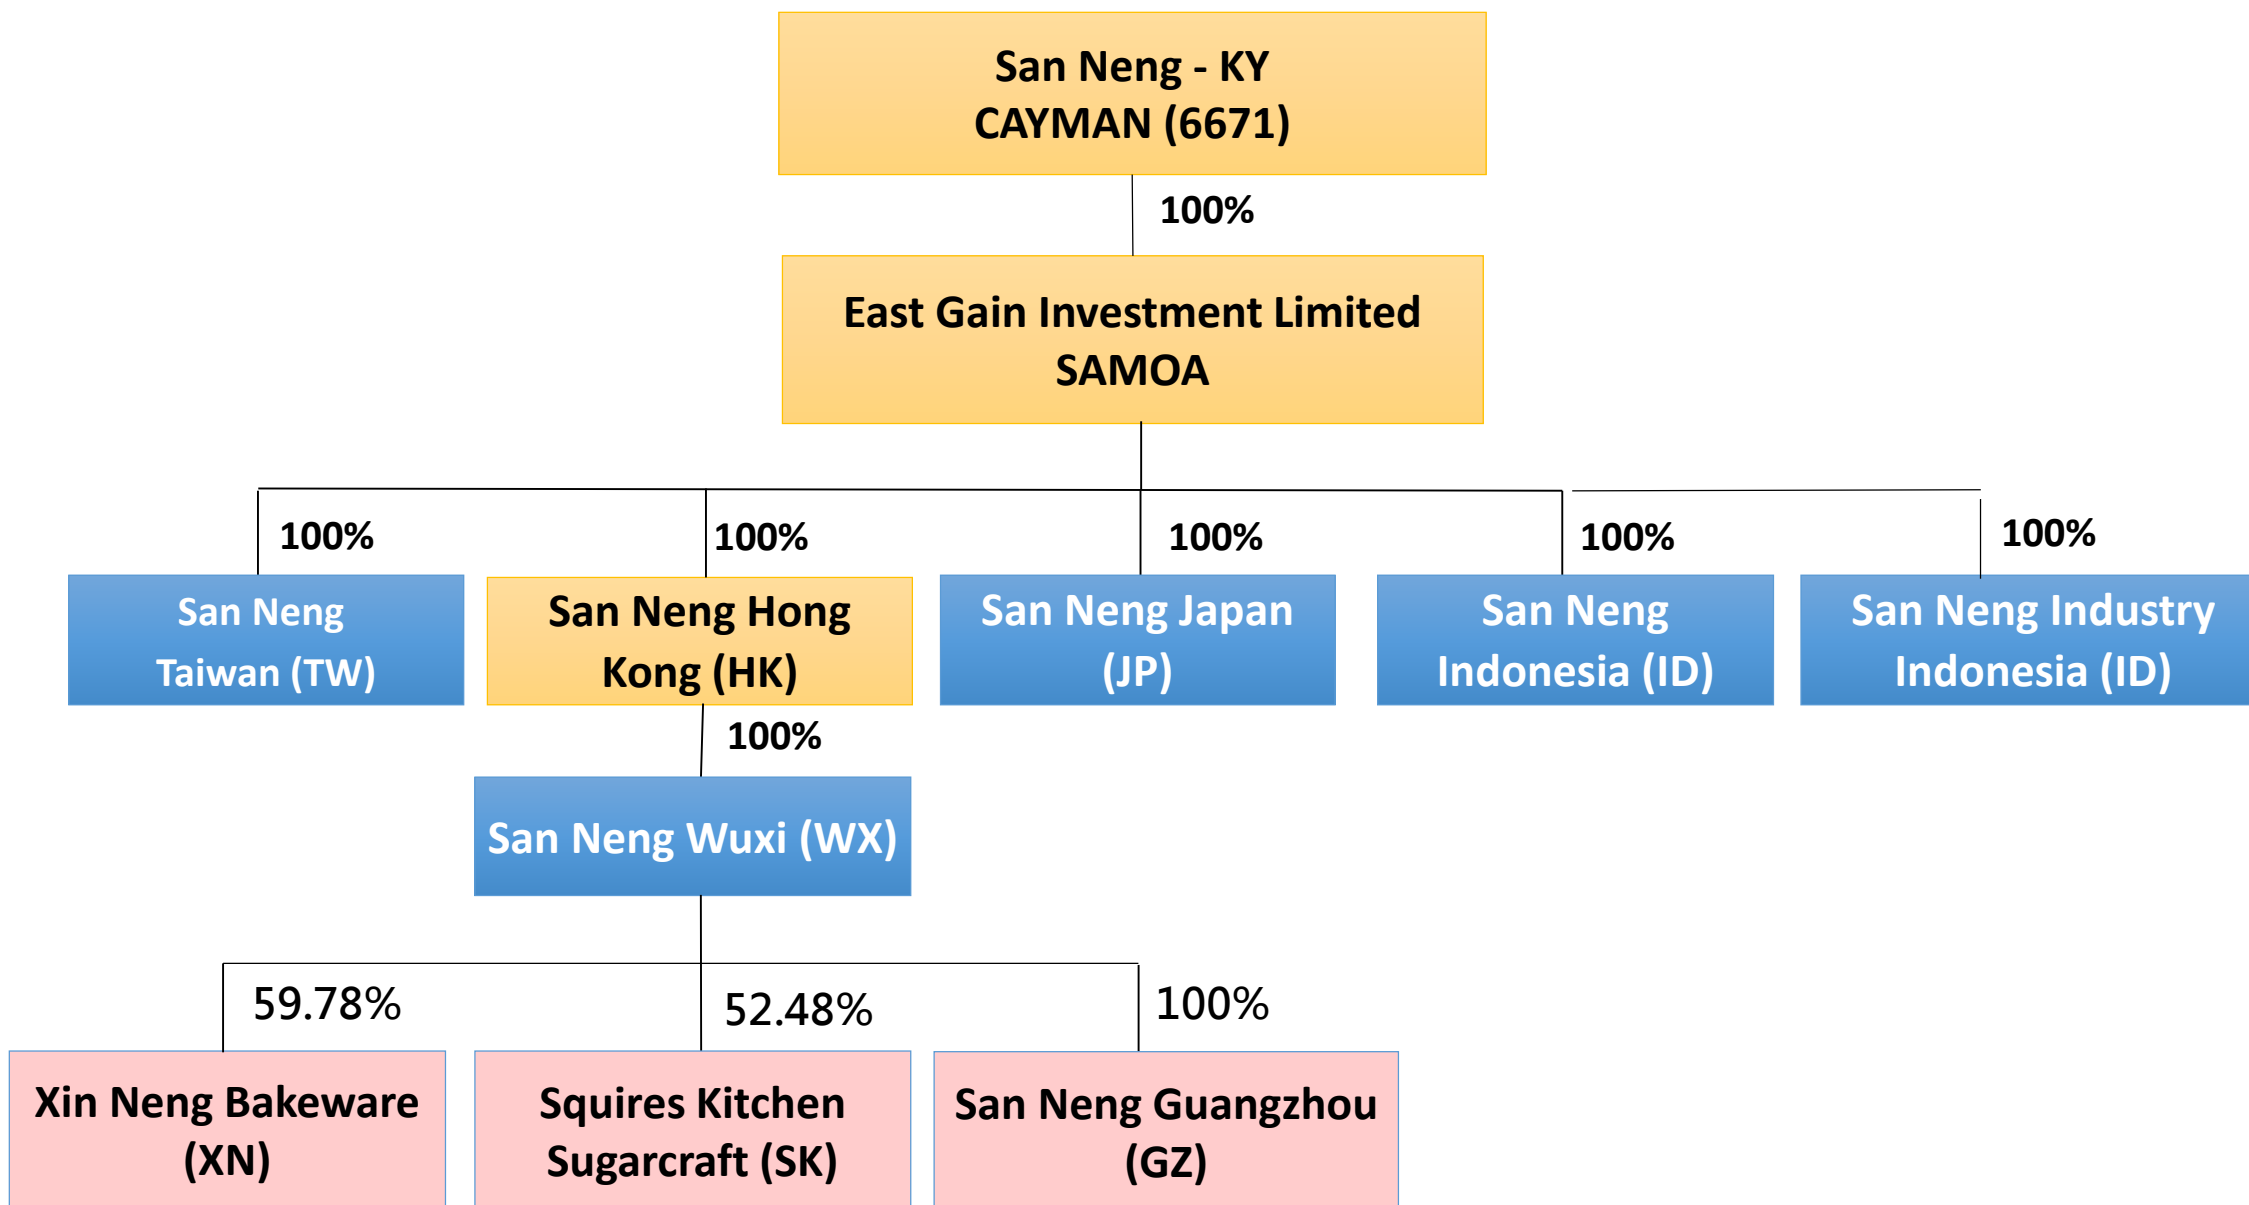 San Neng - KY
CAYMAN (6671)
100%
East Gain Investment Limited
SAMOA
100%
100%
100%
100%
100%
San Neng
Taiwan (TW)
San Neng Hong
Kong (HK)
San Neng Japan
(JP)
San Neng
Indonesia (ID)
San Neng Industry
Indonesia (ID)
100%
San Neng Wuxi (WX)
59.78%
52.48%
100%
Xin Neng Bakeware
(XN)
Squires Kitchen
Sugarcraft (SK)
San Neng Guangzhou
(GZ)